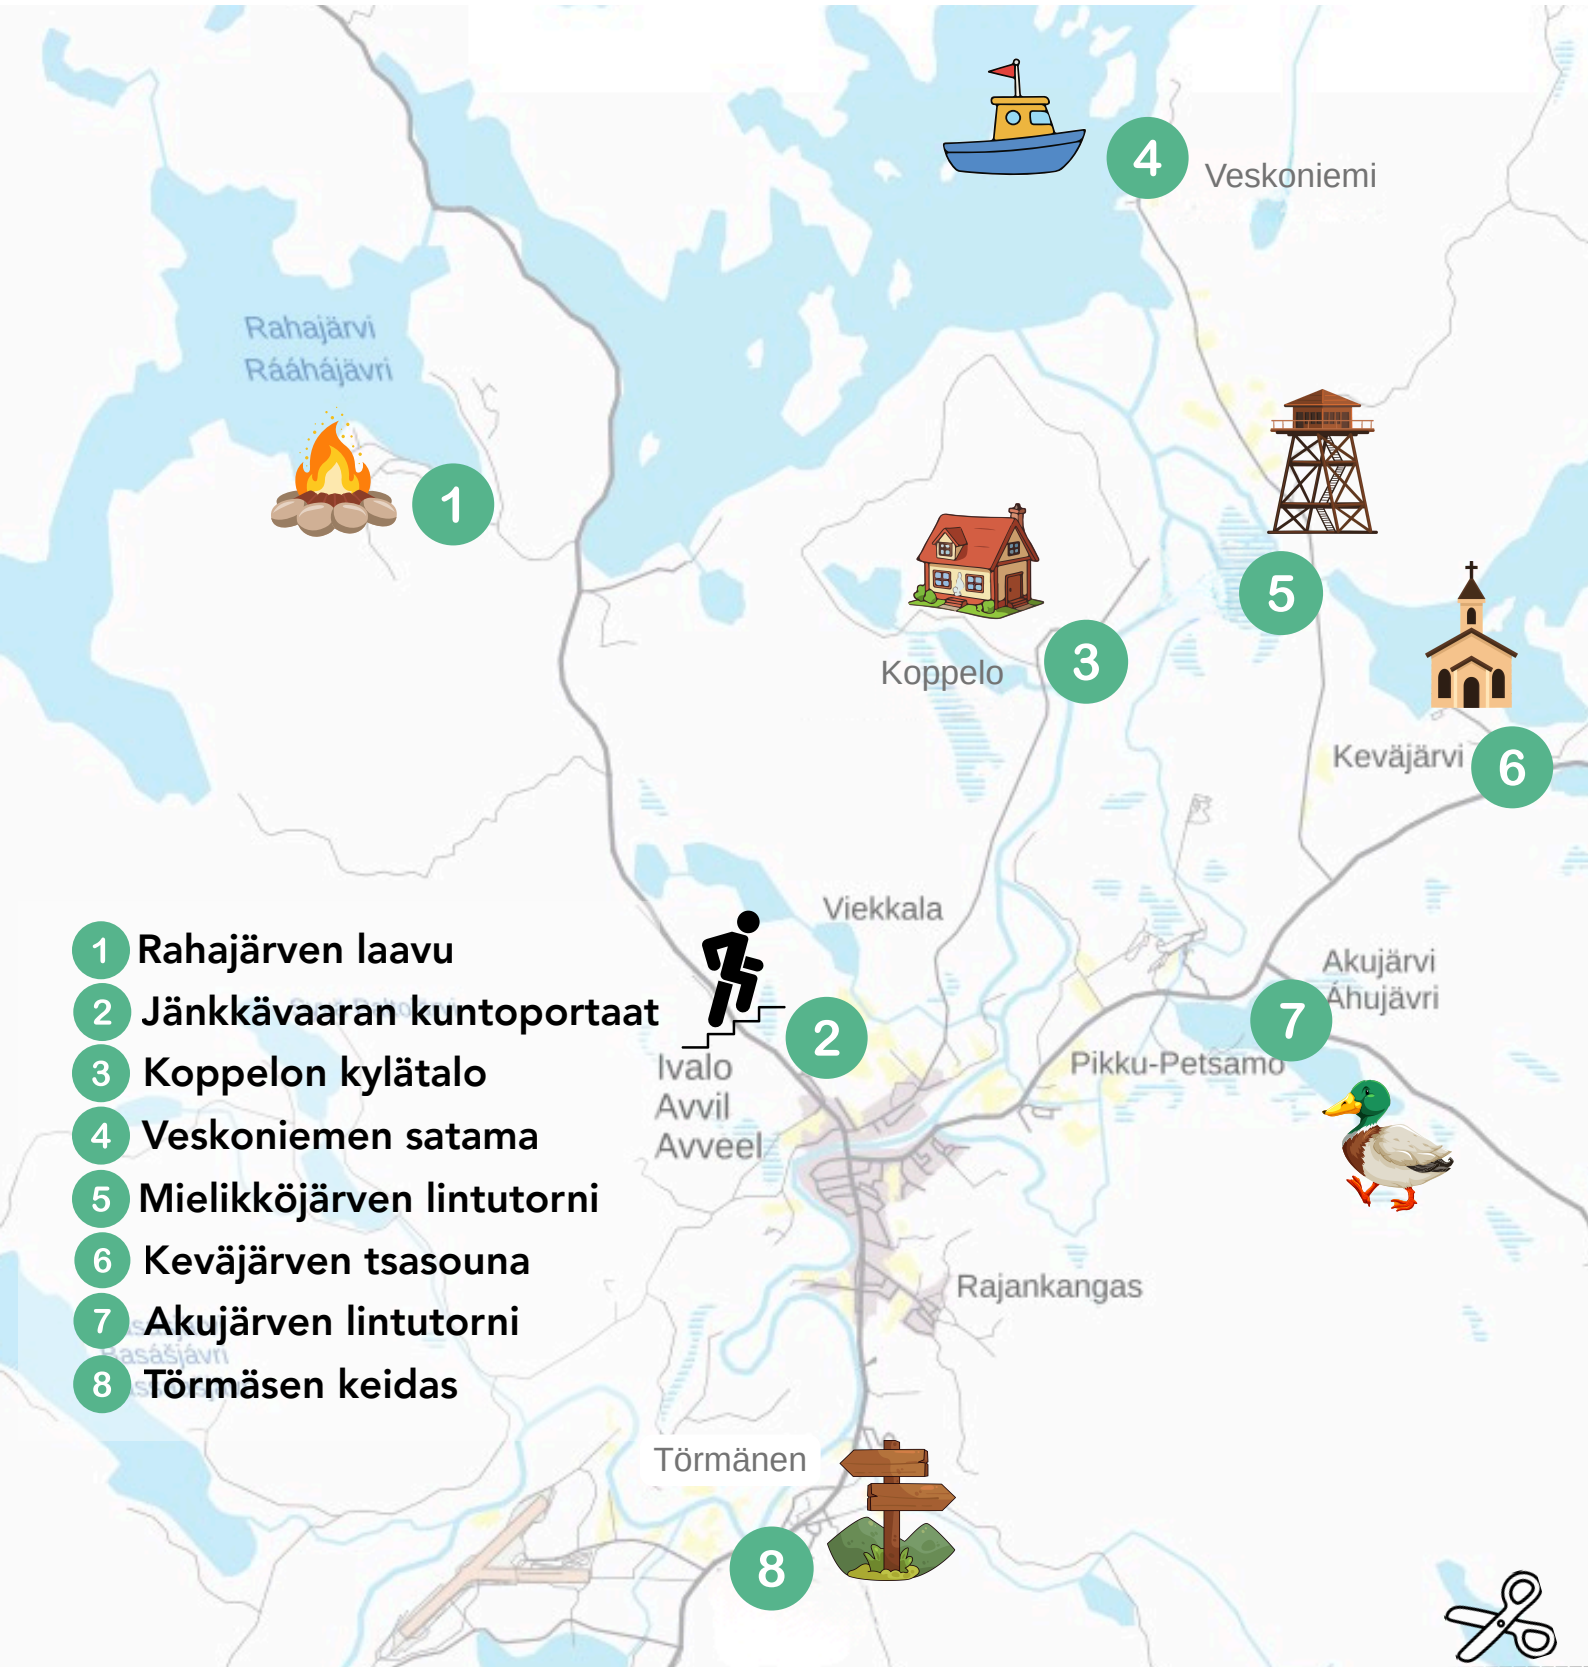 4
Veskoniemi
Rahajärvi
Rááhájävri
1
5
3
Koppelo
Keväjärvi
6
Viekkala
1 Rahajärven laavu
2 Jänkkävaaran kuntoportaat
3 Koppelon kylätalo
4 Veskoniemen satama
5 Mielikköjärven lintutorni
6 Keväjärven tsasouna
7 Akujärven lintutorni
8 Törmäsen keidas
2
Ivalo
Avvil
Avveel
Akujärvi
Áhujävri
7
Pikku-Petsamo
Rajankangas
Basášjávri
Törmänen
8